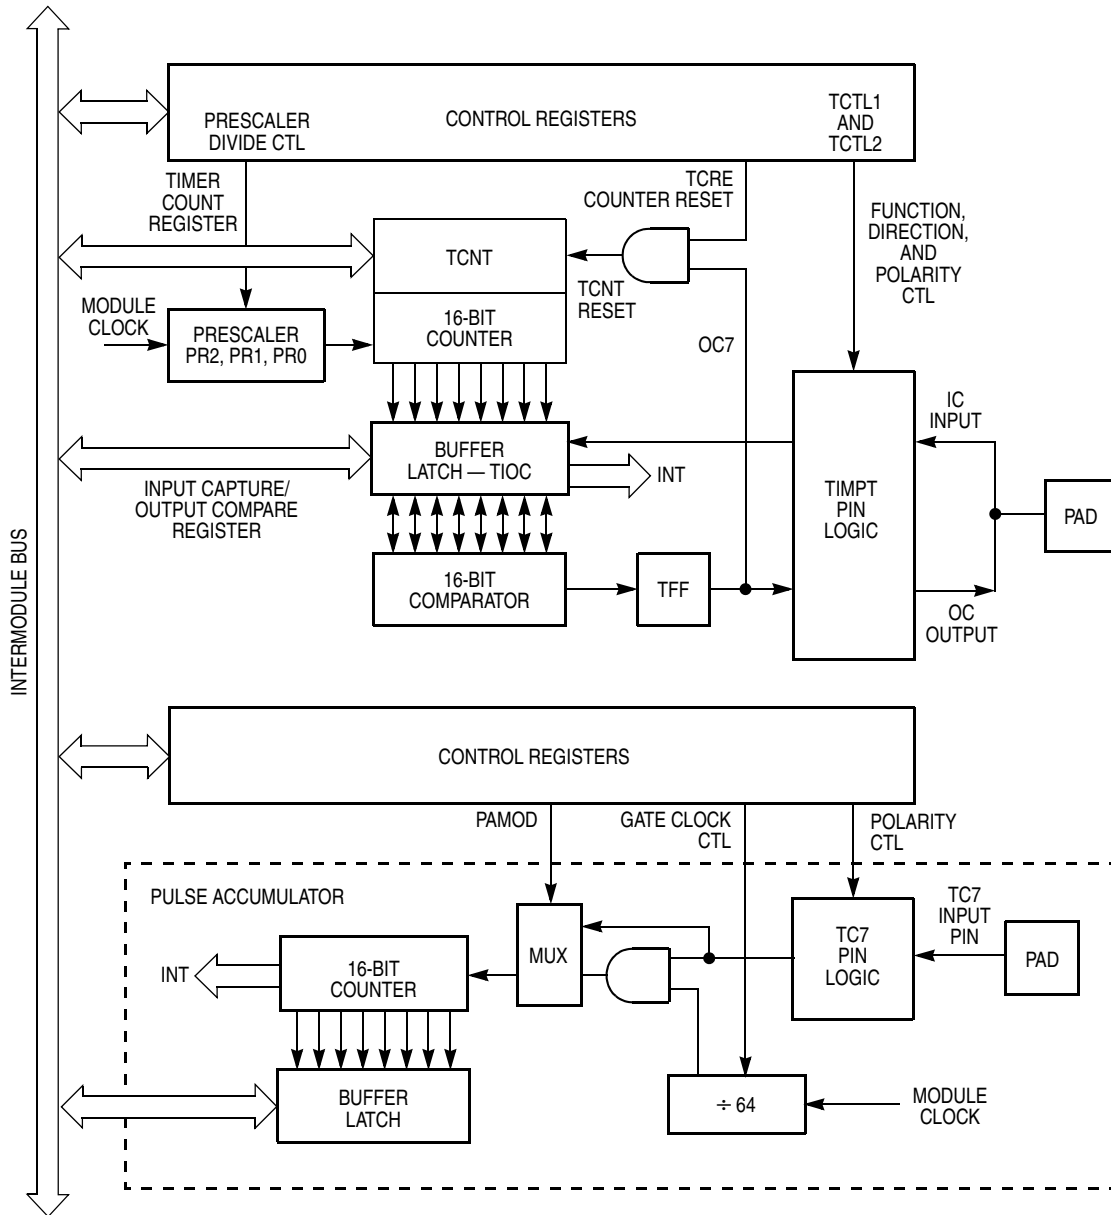 INTERMODULE BUS
PRESCALER
DIVIDE CTL
CONTROL REGISTERS
TCTL1
AND
TCTL2
TIMER
COUNT
REGISTER
TCRE
COUNTER RESET
FUNCTION,
DIRECTION,
AND
POLARITY
CTL
TCNT
TCNT
RESET
MODULE
CLOCK
PRESCALER
PR2, PR1, PR0
16-BIT
COUNTER
OC7
IC
INPUT
BUFFER
LATCH — TIOC
INT
INPUT CAPTURE/
OUTPUT COMPARE
REGISTER
TIMPT
PIN
LOGIC
PAD
16-BIT
COMPARATOR
TFF
OC
OUTPUT
CONTROL REGISTERS
PAMOD
GATE CLOCK
CTL
POLARITY
CTL
PULSE ACCUMULATOR
TC7
INPUT
PIN
INT
16-BIT
COUNTER
MUX
TC7
PIN
LOGIC
PAD
BUFFER
LATCH
÷ 64
MODULE
CLOCK